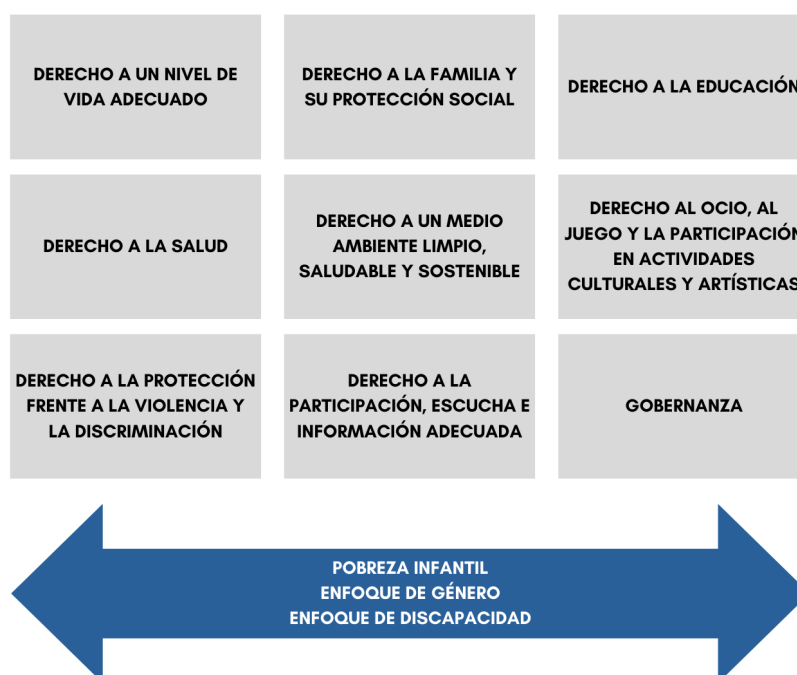 DERECHO A UN NIVEL DE
VIDA ADECUADO
DERECHO A LA FAMILIA Y
SU PROTECCIÓN SOCIAL
DERECHO A LA EDUCACIÓN
DERECHO A LA SALUD
DERECHO A UN MEDIO
AMBIENTE LIMPIO,
SALUDABLE Y SOSTENIBLE
DERECHO AL OCIO, AL
JUEGO Y LA PARTICIPACIÓN
EN ACTIVIDADES
CULTURALES Y ARTÍSTICAS
DERECHO A LA PROTECCIÓN
FRENTE A LA VIOLENCIA Y
LA DISCRIMINACIÓN
DERECHO A LA
PARTICIPACIÓN, ESCUCHA E
INFORMACIÓN ADECUADA
GOBERNANZA
POBREZA INFANTIL
ENFOQUE DE GÉNERO
ENFOQUE DE DISCAPACIDAD